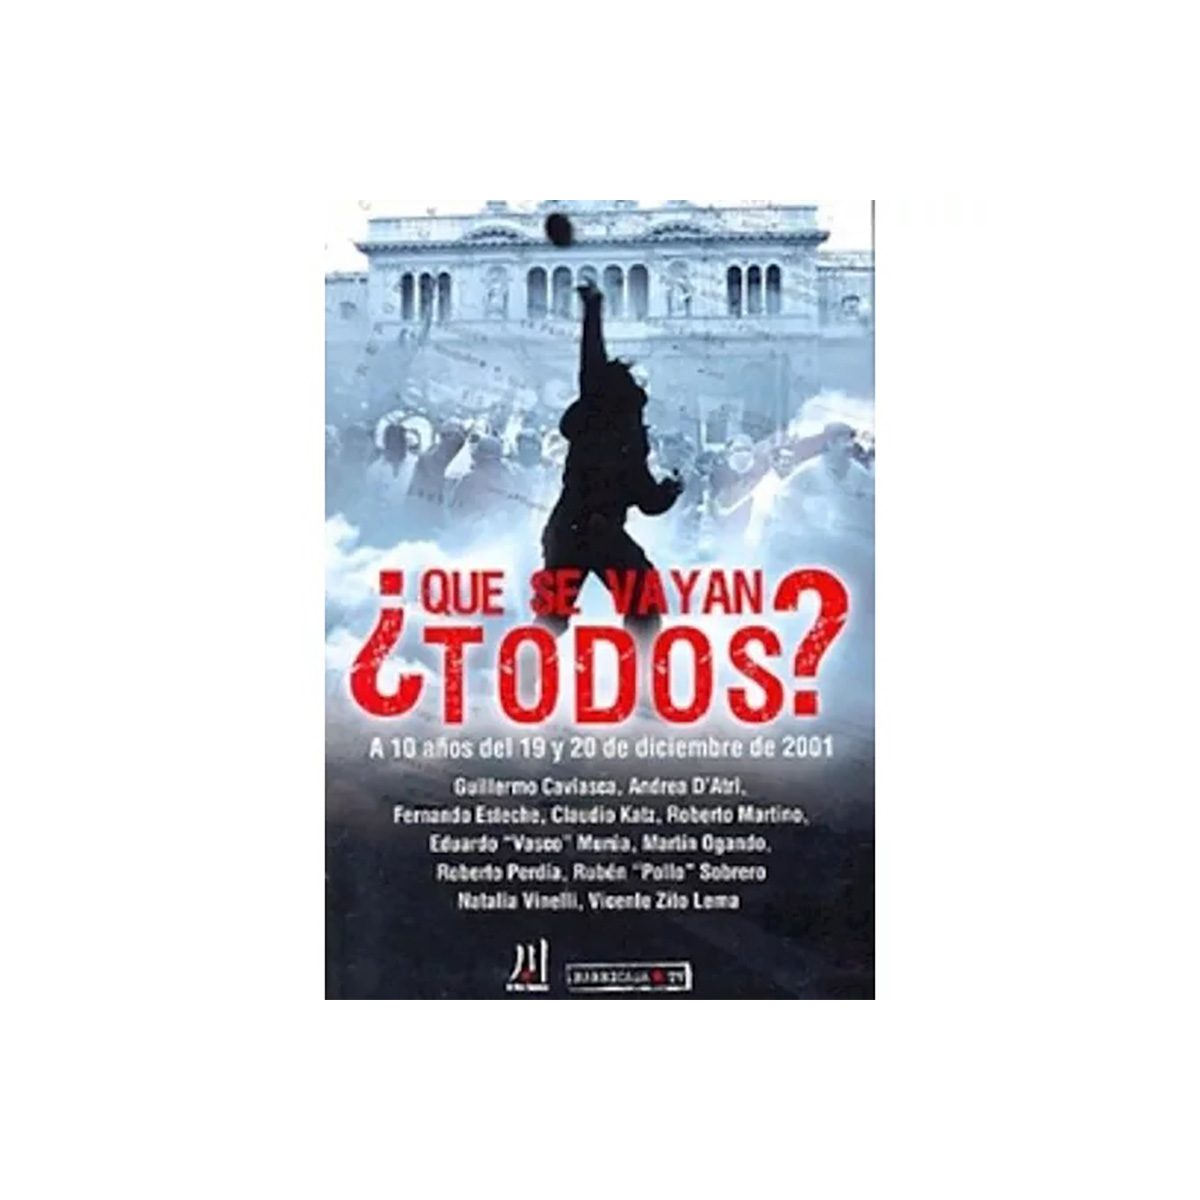 ¿QUE SE VAYAN
TODOS?
A 10 años del 19 y 20 de diciembre de 2001
Guillermo Caviasca, Andrea D'Atri,
Fernando Esteche, Claudio Katz, Roberto Martino,
Eduardo "Vasco" Murúa, Martín Ogando,
Roberto Perdía, Rubén "Pollo" Sobrero
Natalia Vinelli, Vicente Zito Lema
BARRICADA TV